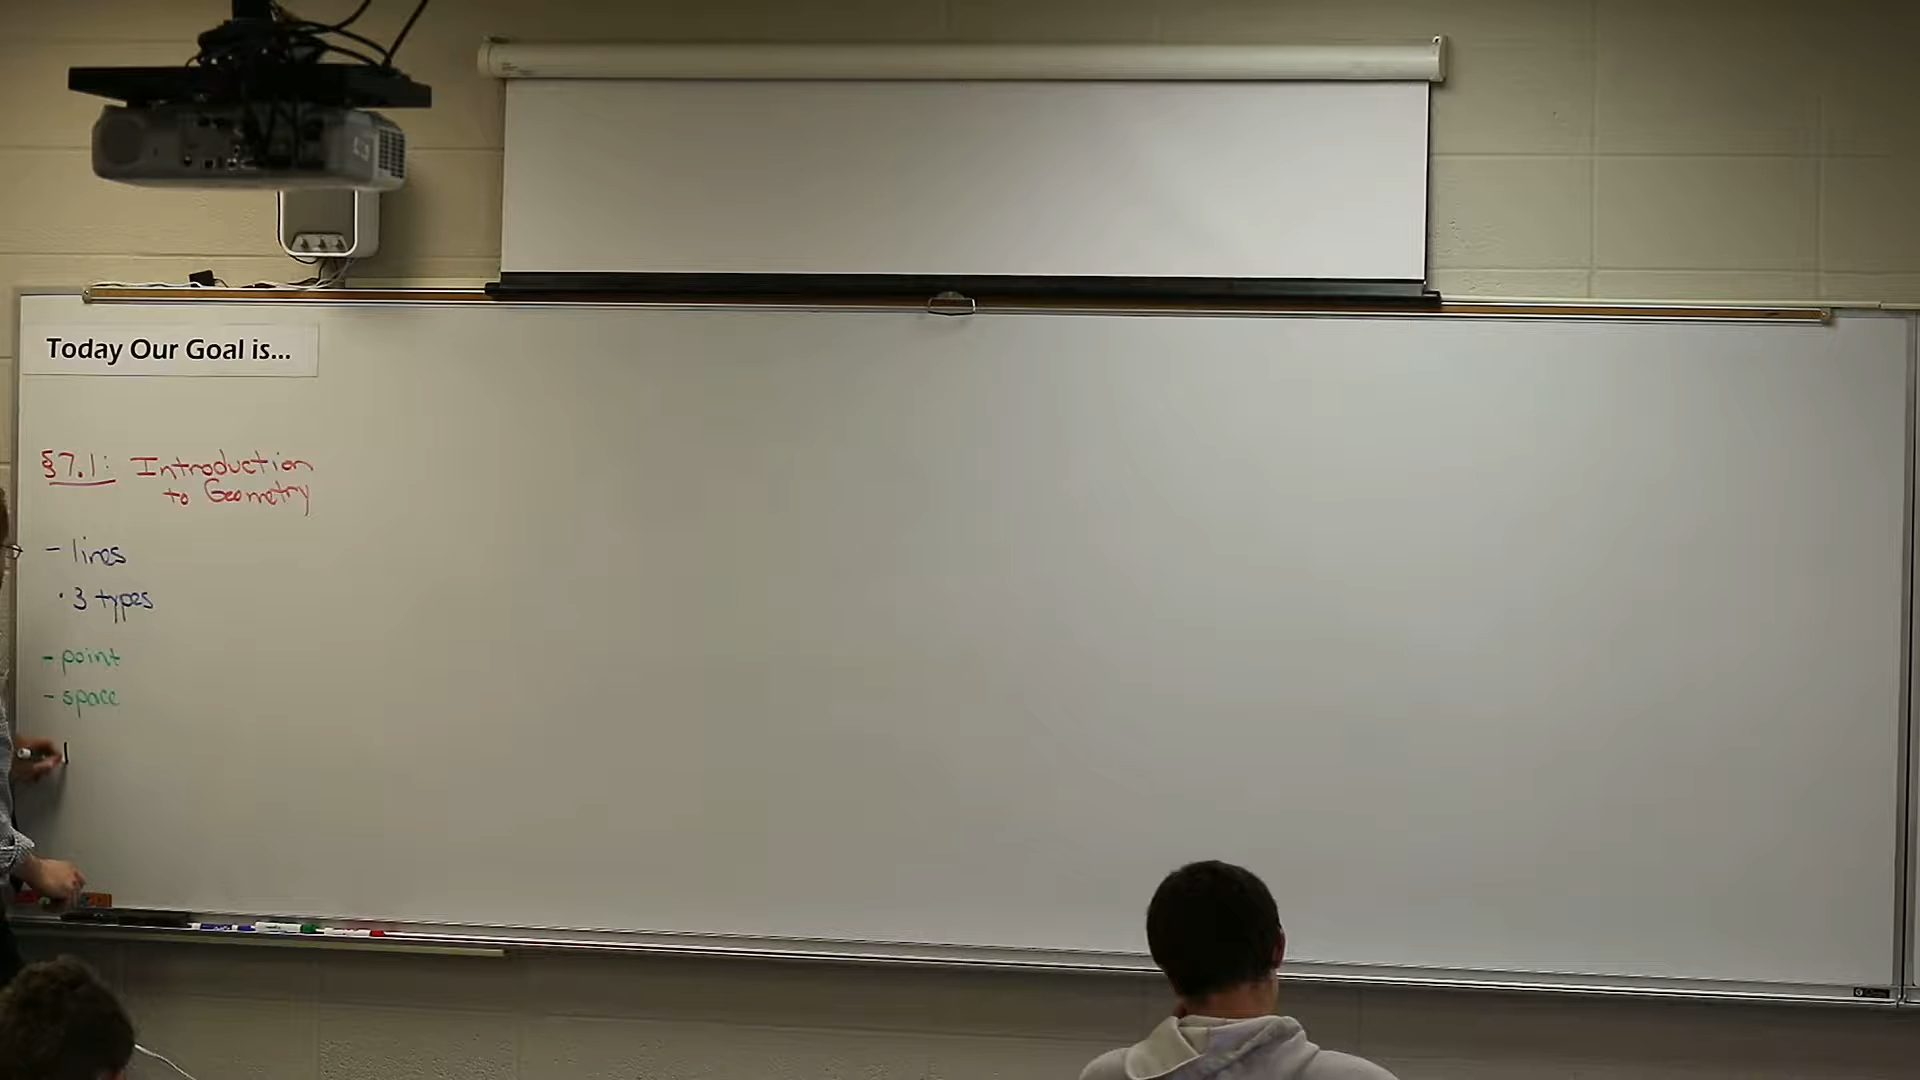 Today Our Goal is...
§7.1: Introduction
to Geometry
- lines
· 3 types
- point
- space